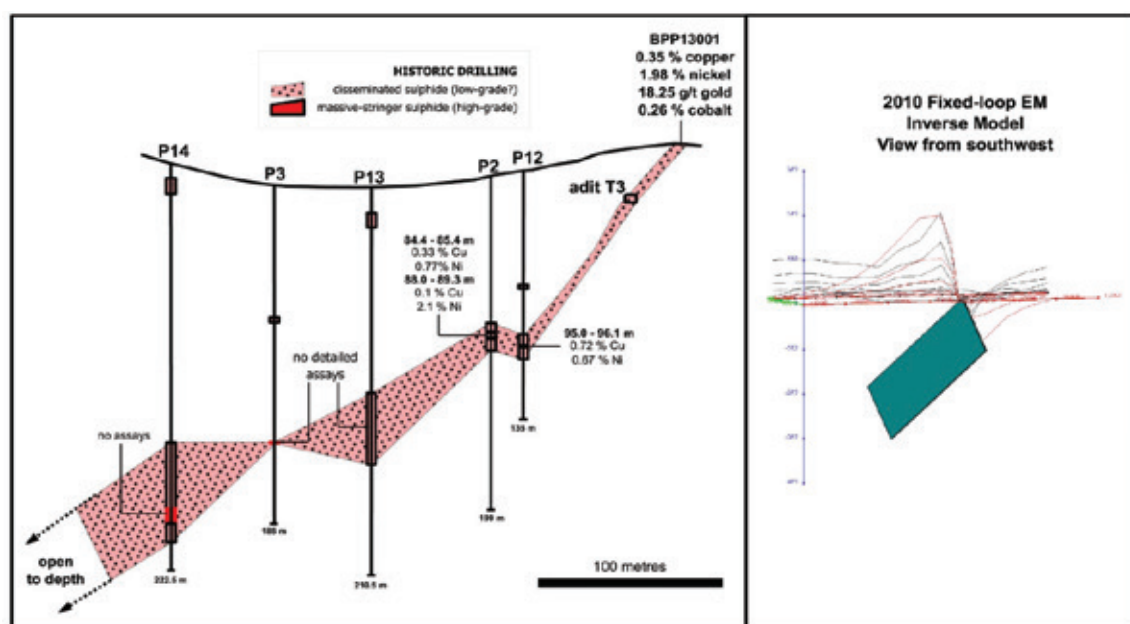 BPP13001
0.35 % copper
1.98 % nickel
18.25 g/t gold
0.26 % cobalt
HISTORIC DRILLING
disseminated sulphide (low-grade?)
massive-stringer sulphide (high-grade)
P14
P3
P13
P2
P12
adit T3
84.4 - 85.4 m
0.33 % Cu
0.77% Ni
88.0 - 89.3 m
0.1 % Cu
2.1 % Ni
95.0 - 96.1 m
0.72 % Cu
0.67 % Ni
no detailed
assays
no assays
135 m
222.5 m
210.5 m
open
to depth
100 metres
2010 Fixed-loop EM
Inverse Model
View from southwest